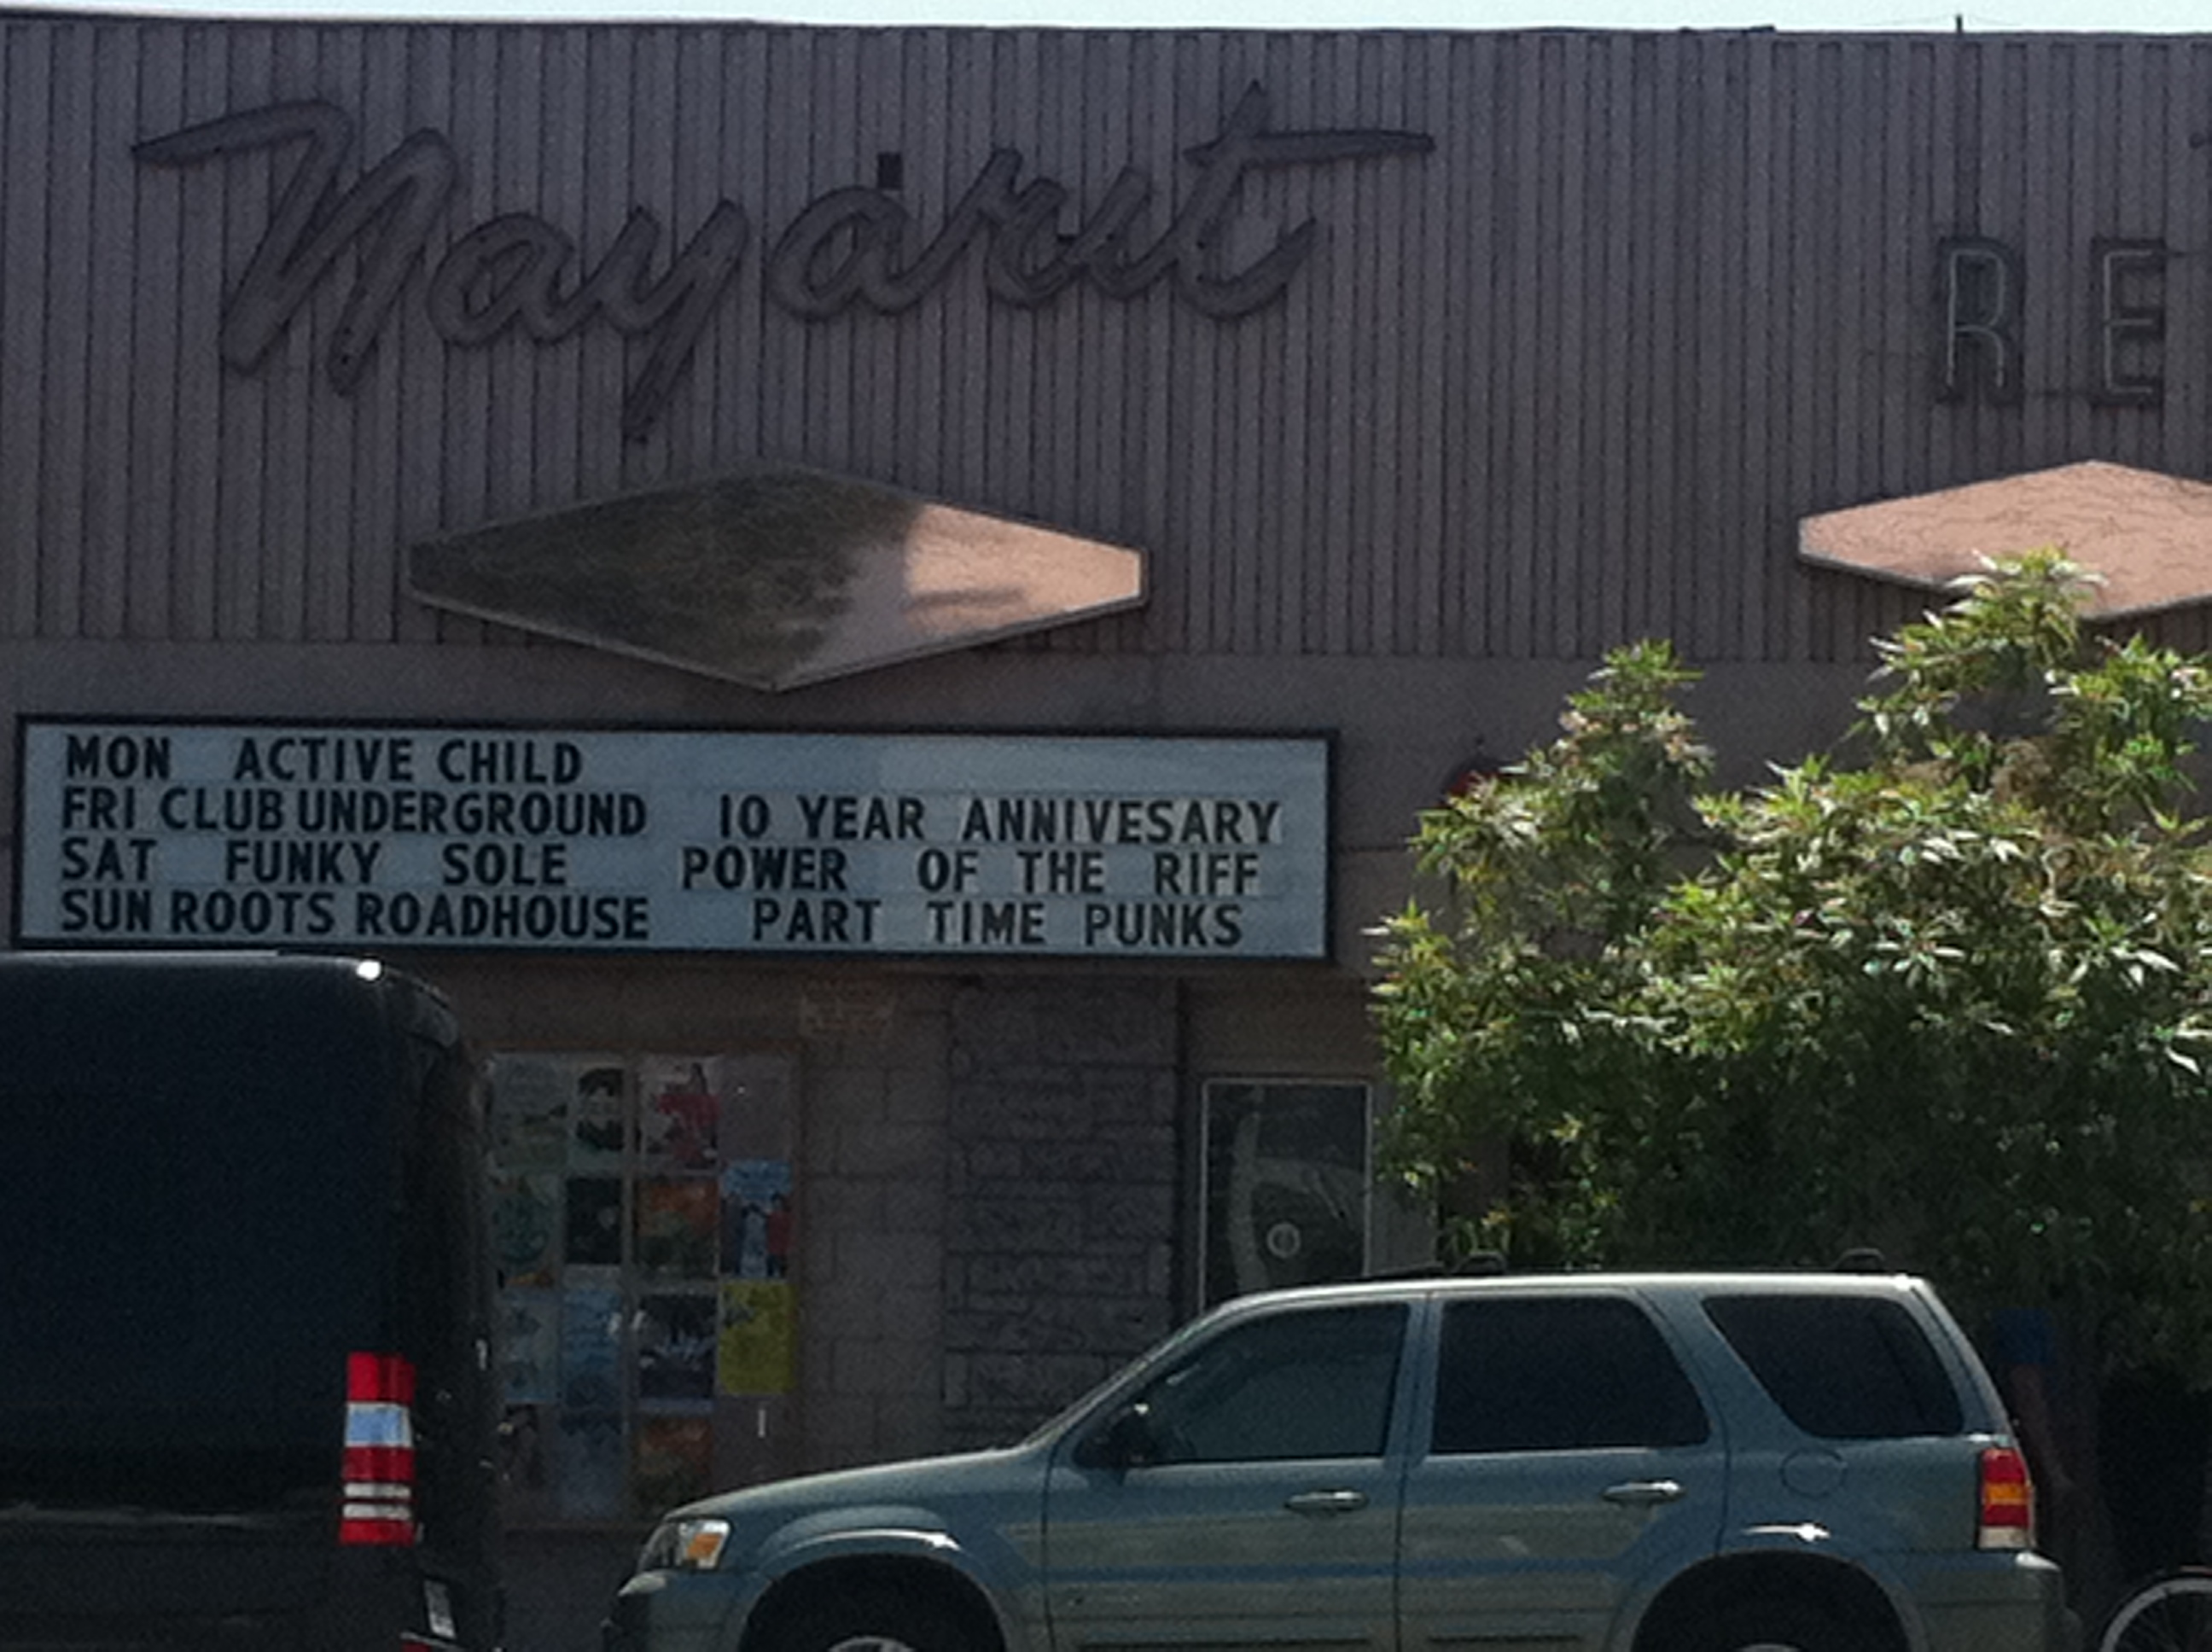 Nayarit
RE
MON ACTIVE CHILD
FRI CLUB UNDERGROUND 10 YEAR ANNIVESARY
SAT FUNKY SOLE POWER OF THE RIFF
SUN ROOTS ROADHOUSE PART TIME PUNKS